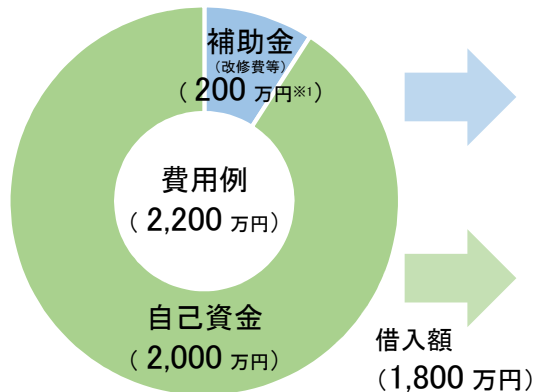 補助金
（改修費等）
（ 200 万円※1）
費用例
（ 2,200 万円）
自己資金
（ 2,000 万円）
借入額
（1,800 万円）